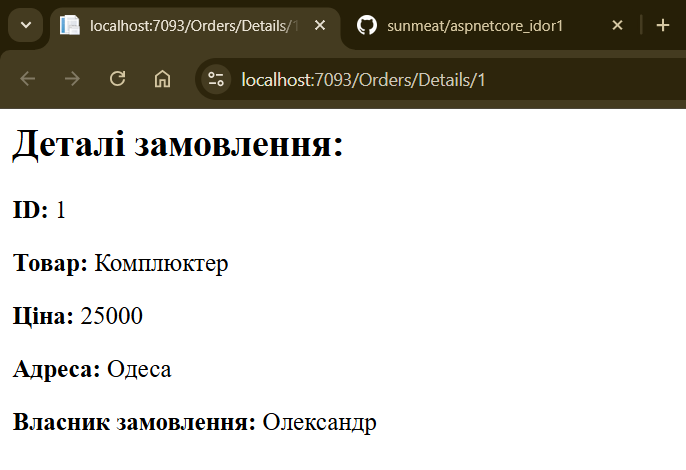 localhost:7093/Orders/Details/1
sunmeat/aspnetcore_idor1
localhost:7093/Orders/Details/1
Деталі замовлення:
ID: 1
Товар: Комплюктер
Ціна: 25000
Адреса: Одеса
Власник замовлення: Олександр